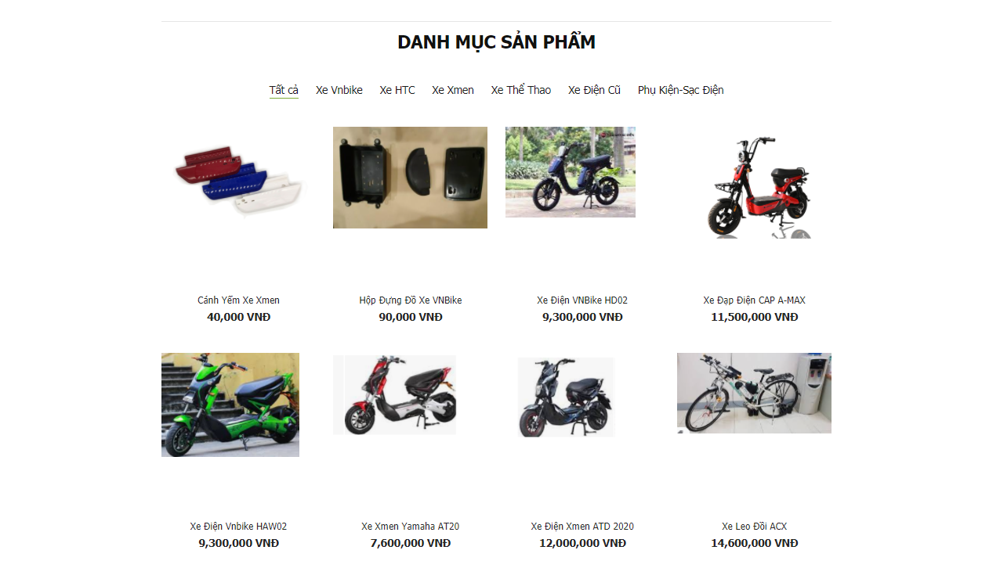 DANH MỤC SẢN PHẨM
Tất cả Xe Vnbike Xe HTC Xe Xmen Xe Thể Thao Xe Điện Cũ Phụ Kiện-Sạc Điện
Cánh Yếm Xe Xmen
40,000 VNĐ
Hộp Đựng Đồ Xe VNBike
90,000 VNĐ
Xe Điện VNBike HD02
9,300,000 VNĐ
Xe Đạp Điện CAP A-MAX
11,500,000 VNĐ
Xe Điện Vnbike HAW02
9,300,000 VNĐ
Xe Xmen Yamaha AT20
7,600,000 VNĐ
Xe Điện Xmen ATD 2020
12,000,000 VNĐ
Xe Leo Đồi ACX
14,600,000 VNĐ